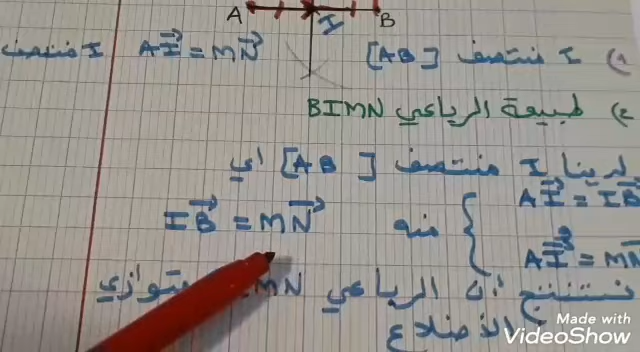 A I B
1) I منتصف [AB] AI = MN I منتصف
2) طبيعة الرباعي BIMN
لدينا I منتصف [AB] أي
AI = IB
منه IB = MN
AI = MN
نستنتج أن الرباعي MN متوازي
الأضلاع
Made with
VideoShow